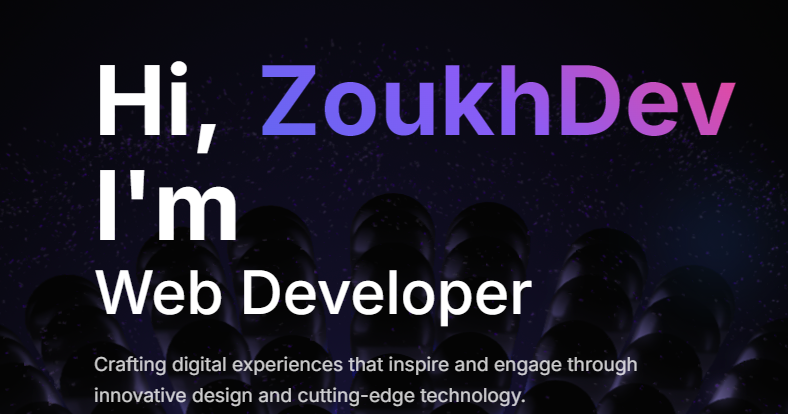 Hi, ZoukhDev
I'm
Web Developer
Crafting digital experiences that inspire and engage through
innovative design and cutting-edge technology.